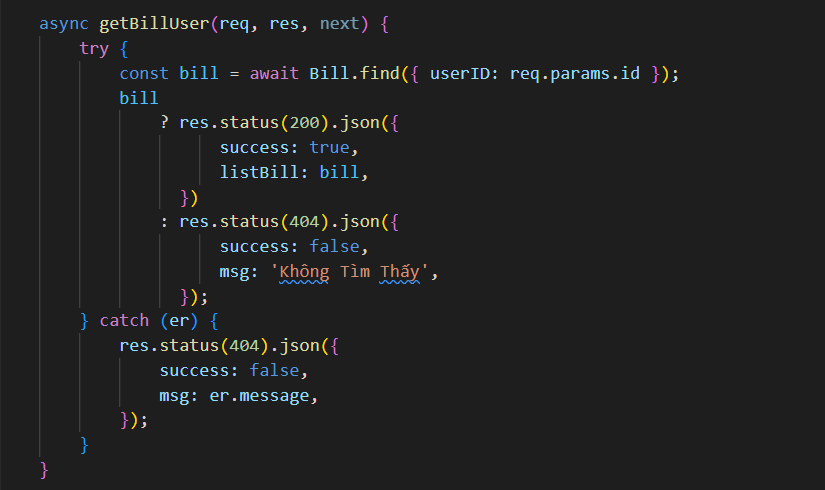 async getBillUser(req, res, next) {
try {
const bill = await Bill.find({ userID: req.params.id });
bill
? res.status(200).json({
success: true,
listBill: bill,
})
: res.status(404).json({
success: false,
msg: 'Không Tìm Thấy',
});
} catch (er) {
res.status(404).json({
success: false,
msg: er.message,
});
}
}